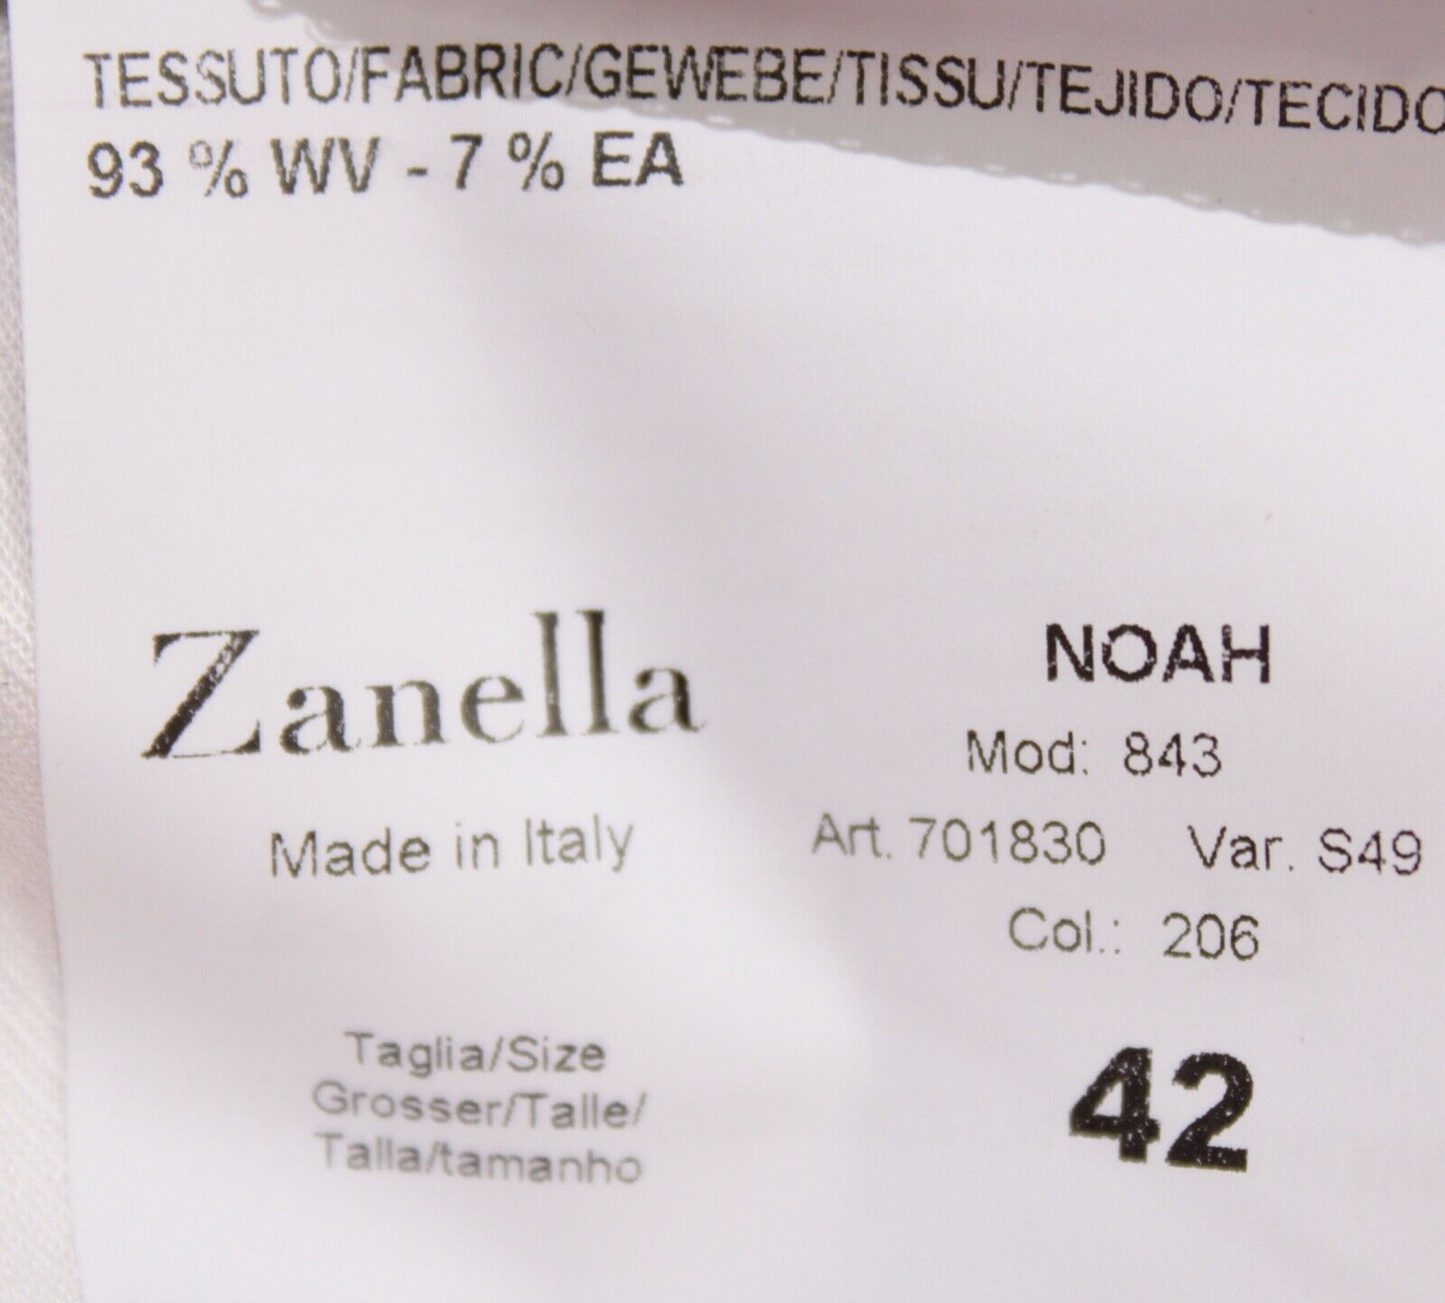 TESSUTO/FABRIC/GEWEBE/TISSU/TEJIDO/TECIDO
93 % WV - 7 % EA
Zanella
Made in Italy
NOAH
Mod: 843
Art. 701830 Var. S49
Col.: 206
Taglia/Size
Grosser/Talle/
Talla/tamanho
42